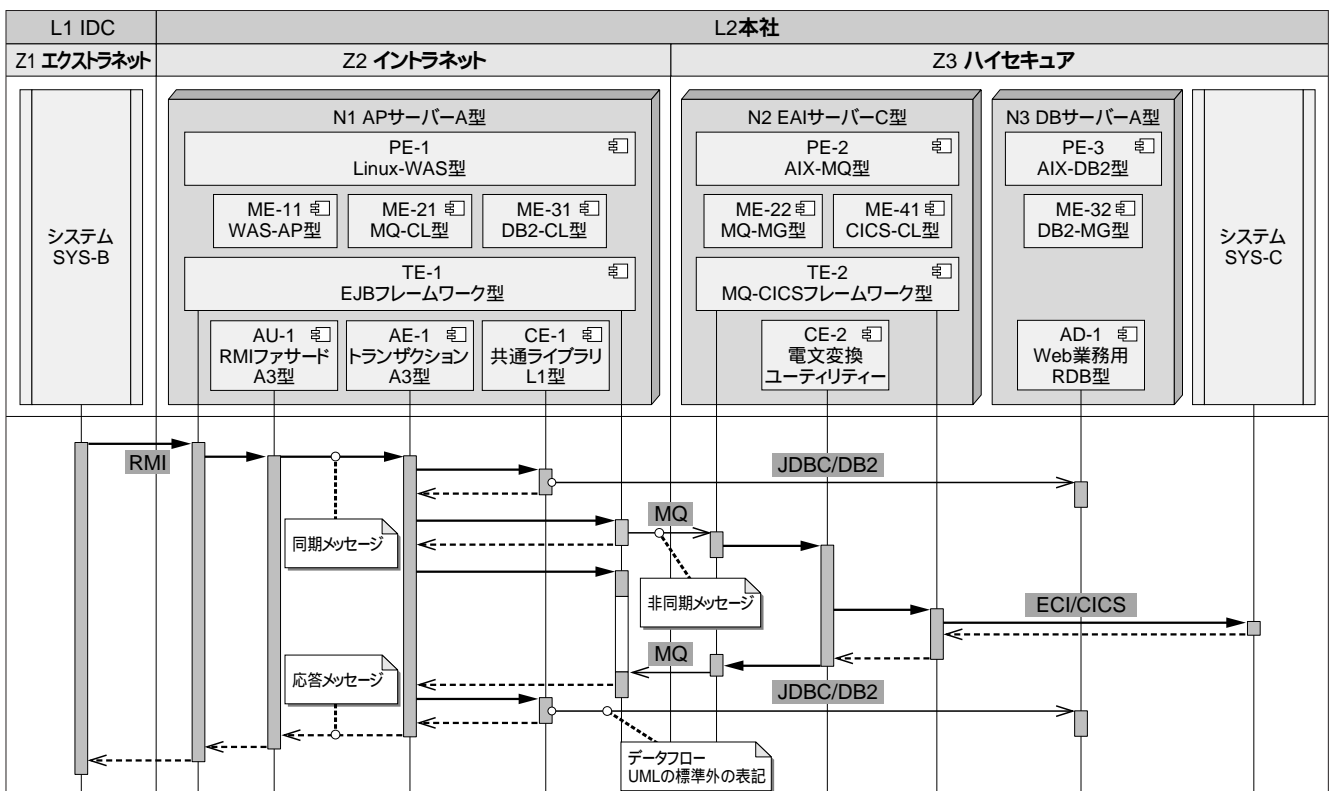 L1 IDC
L2本社
Z1 エクストラネット
Z2 イントラネット
Z3 ハイセキュア
システム
SYS-B
N1 APサーバーA型
PE-1
Linux-WAS型
ME-11
WAS-AP型
ME-21
MQ-CL型
ME-31
DB2-CL型
TE-1
EJBフレームワーク型
AU-1
RMIファサード
A3型
AE-1
トランザクション
A3型
CE-1
共通ライブラリ
L1型
N2 EAIサーバーC型
PE-2
AIX-MQ型
ME-22
MQ-MG型
ME-41
CICS-CL型
TE-2
MQ-CICSフレームワーク型
CE-2
電文変換
ユーティリティー
N3 DBサーバーA型
PE-3
AIX-DB2型
ME-32
DB2-MG型
AD-1
Web業務用
RDB型
システム
SYS-C
RMI
JDBC/DB2
MQ
同期メッセージ
非同期メッセージ
ECI/CICS
MQ
応答メッセージ
JDBC/DB2
データフロー
UMLの標準外の表記